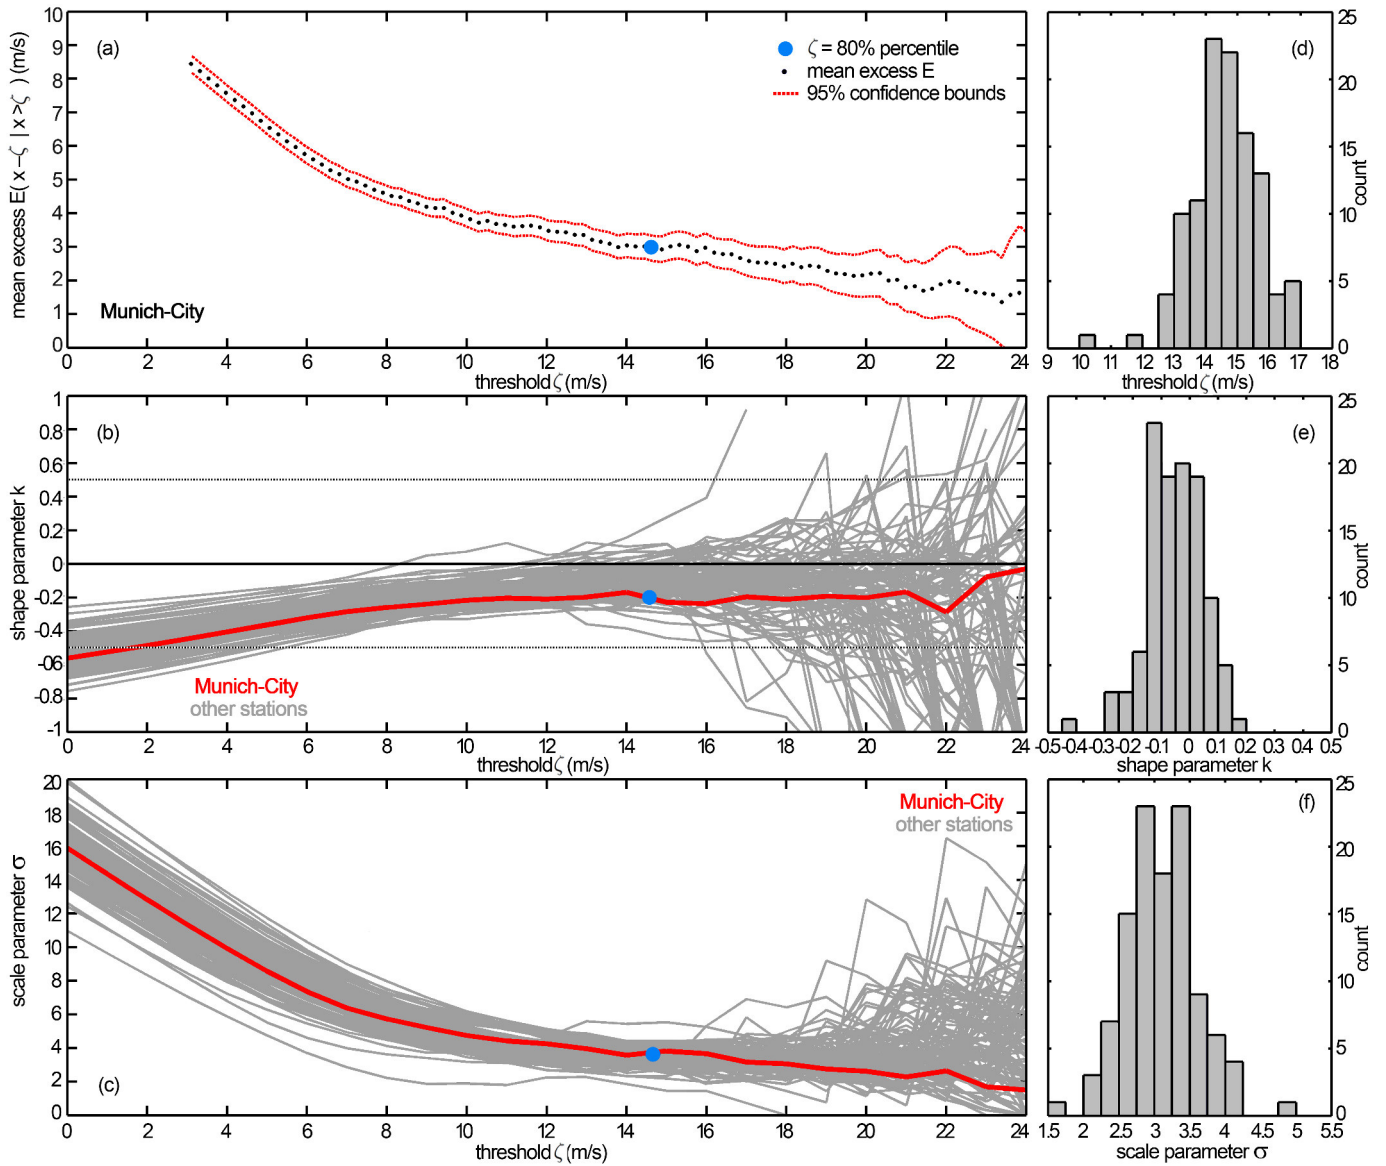 (a)
ζ = 80% percentile
mean excess E
95% confidence bounds
Munich-City
mean excess E( x – ζ | x > ζ ) (m/s)
10
9
8
7
6
5
4
3
2
1
0
0 2 4 6 8 10 12 14 16 18 20 22 24
threshold ζ (m/s)
(d)
25
20
15
10
5
0
count
9 10 11 12 13 14 15 16 17 18
threshold ζ (m/s)
(b)
shape parameter k
1
0.8
0.6
0.4
0.2
0
-0.2
-0.4
-06
-0.8
-1
Munich-City
other stations
0 2 4 6 8 10 12 14 16 18 20 22 24
threshold ζ (m/s)
(e)
25
20
15
10
5
0
count
-0.5 -0.4 -0.3 -0.2 -0.1 0 0.1 0.2 0.3 0.4 0.5
shape parameter k
(c)
scale parameter σ
20
18
16
14
12
10
8
6
4
2
0
Munich-City
other stations
0 2 4 6 8 10 12 14 16 18 20 22 24
threshold ζ (m/s)
(f)
25
20
15
10
5
0
count
1.5 2 2.5 3 3.5 4 4.5 5 5.5
scale parameter σ